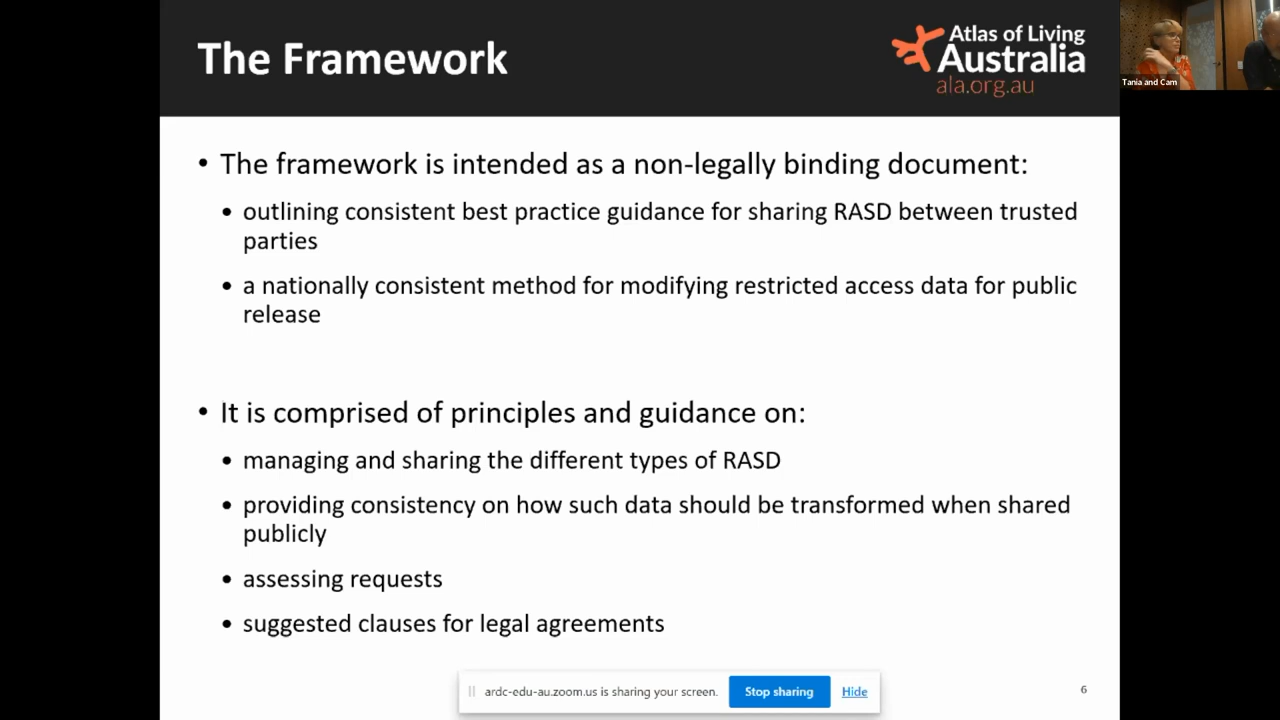 The Framework
Atlas of Living
Australia
ala.org.au
Tania and Cam
• The framework is intended as a non-legally binding document:
• outlining consistent best practice guidance for sharing RASD between trusted
parties
• a nationally consistent method for modifying restricted access data for public
release
• It is comprised of principles and guidance on:
• managing and sharing the different types of RASD
• providing consistency on how such data should be transformed when shared
publicly
• assessing requests
• suggested clauses for legal agreements
ardc-edu-au.zoom.us is sharing your screen. Stop sharing Hide
6